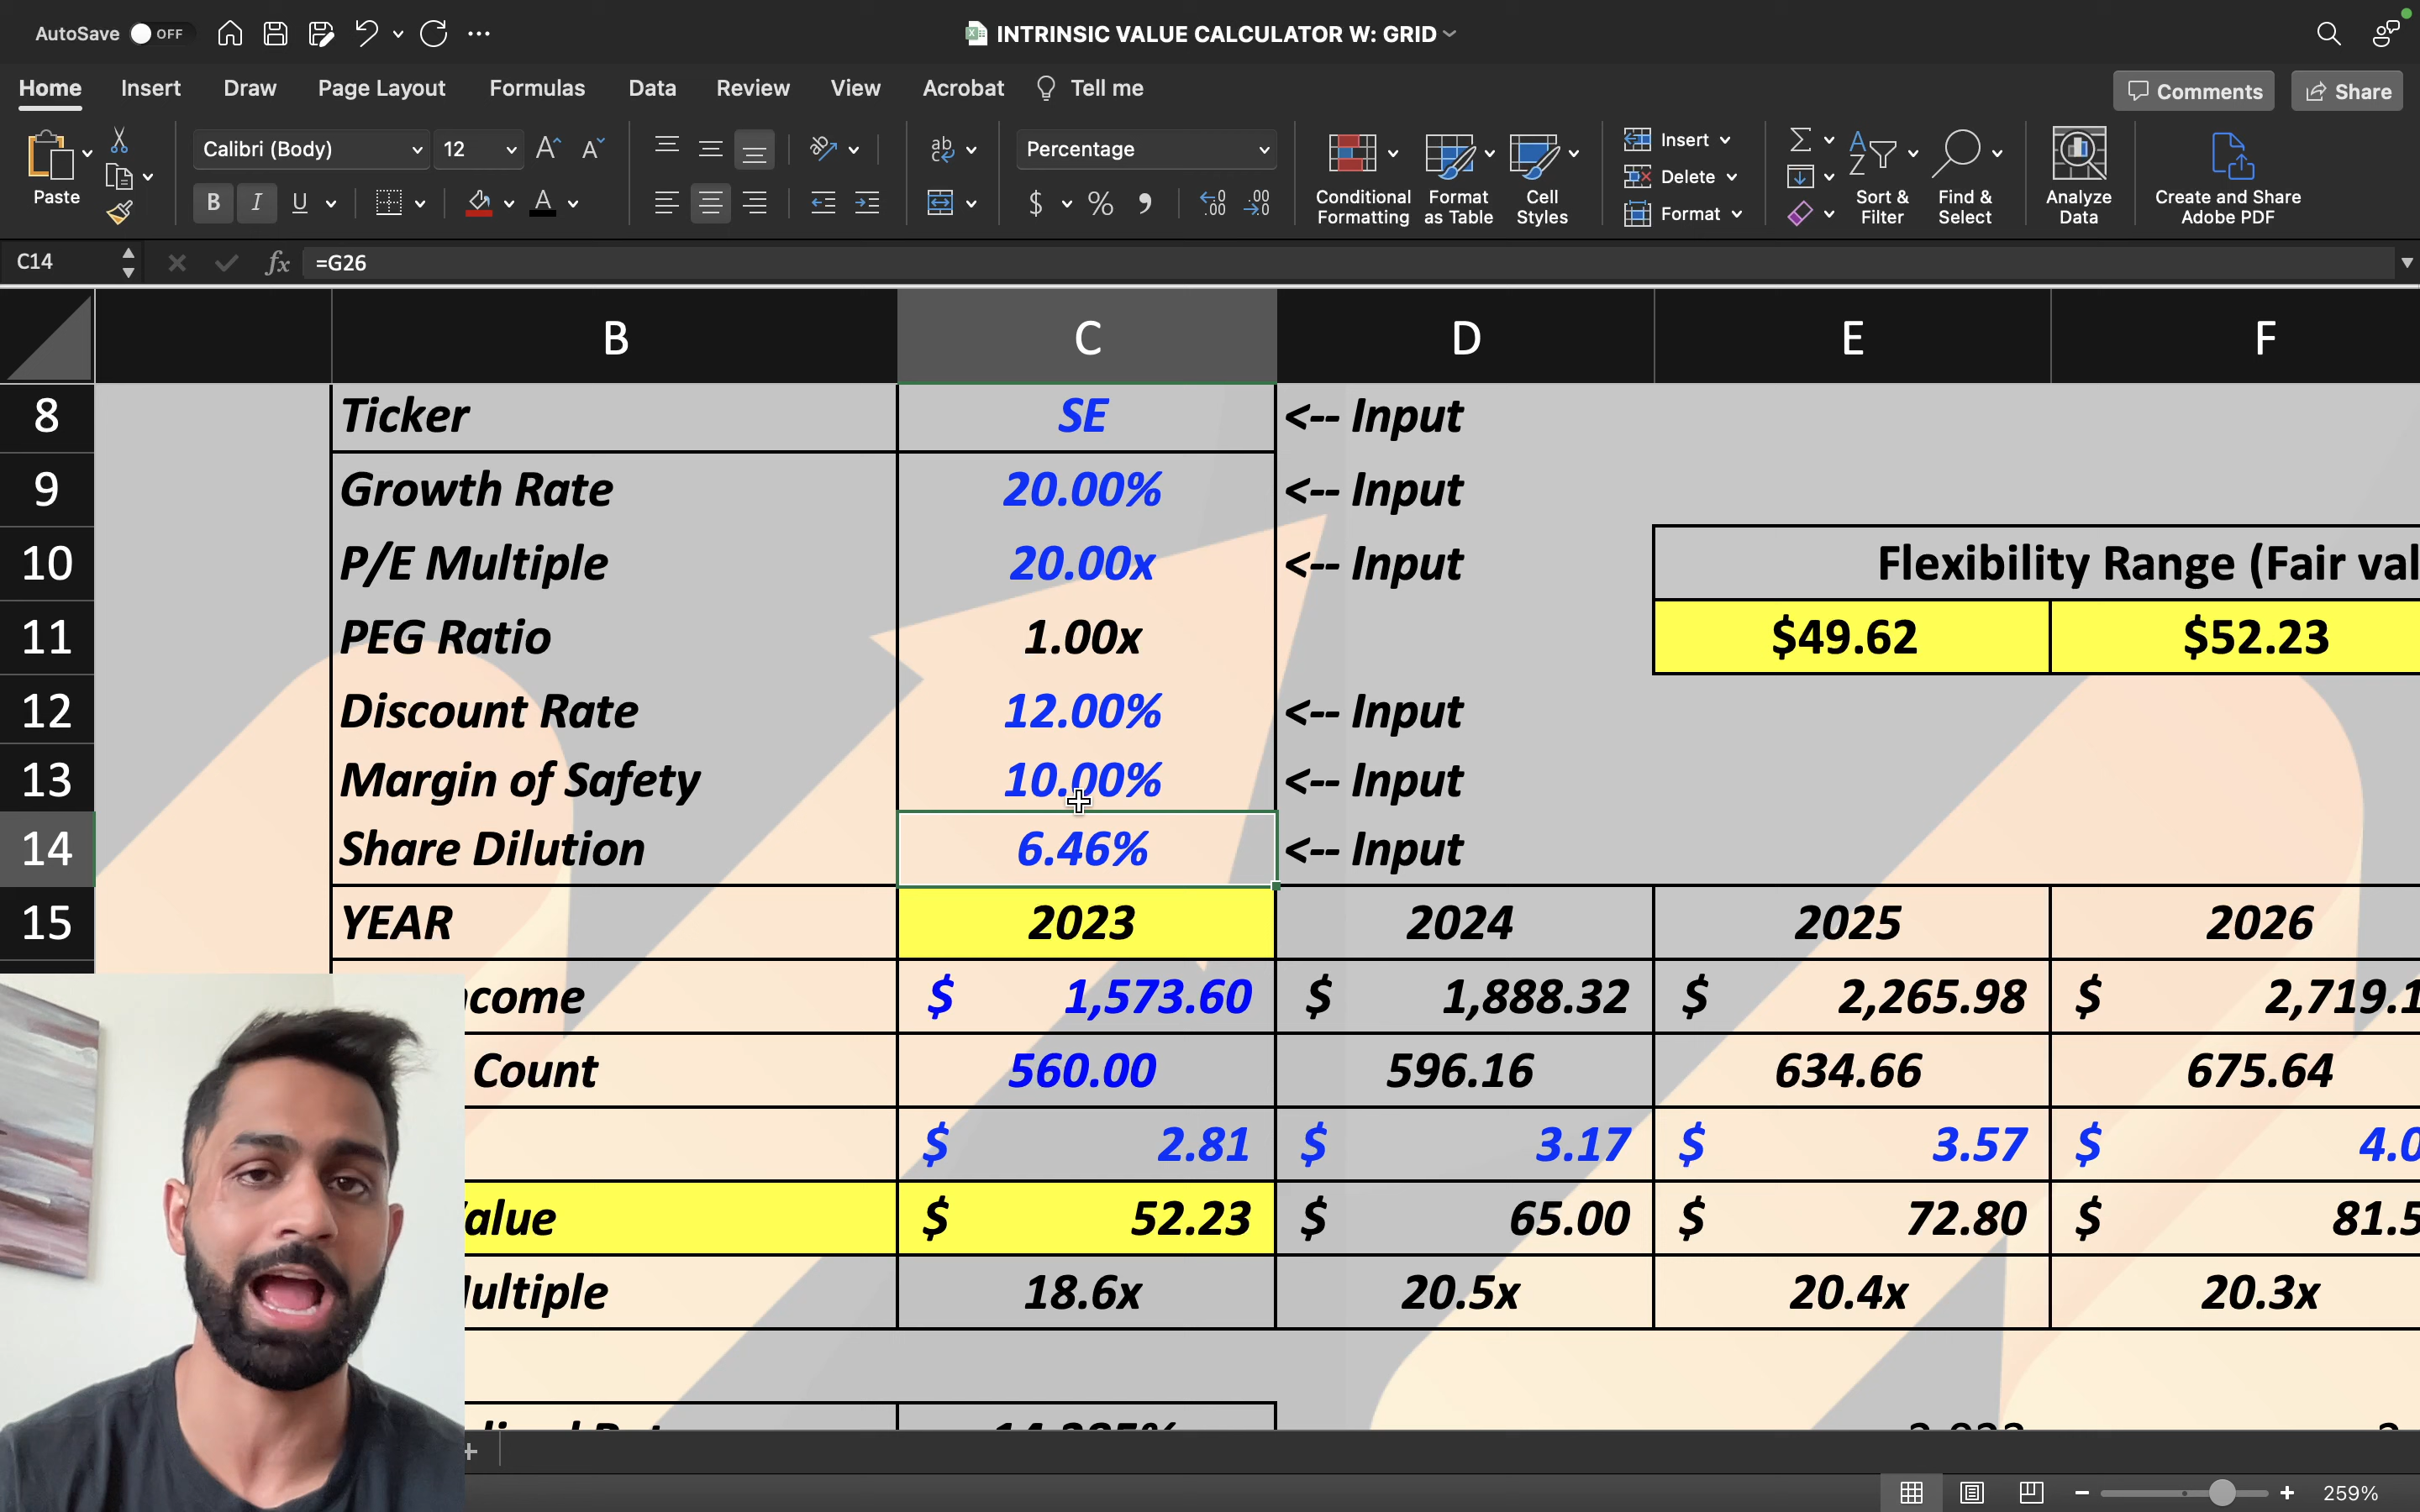 AutoSave OFF INTRINSIC VALUE CALCULATOR W: GRID
Home Insert Draw Page Layout Formulas Data Review View Acrobat Tell me Comments Share
Paste Calibri (Body) 12 Percentage Conditional Formatting Format as Table Cell Styles Insert Delete Format Sort & Filter Find & Select Analyze Data Create and Share Adobe PDF
C14 fx =G26
B C D E F
8 Ticker SE <-- Input
9 Growth Rate 20.00% <-- Input
10 P/E Multiple 20.00x <-- Input Flexibility Range (Fair val
11 PEG Ratio 1.00x $49.62 $52.23
12 Discount Rate 12.00% <-- Input
13 Margin of Safety 10.00% <-- Input
14 Share Dilution 6.46% <-- Input
15 YEAR 2023 2024 2025 2026
come $ 1,573.60 $ 1,888.32 $ 2,265.98 $ 2,719.1
Count 560.00 596.16 634.66 675.64
$ 2.81 $ 3.17 $ 3.57 $ 4.0
alue $ 52.23 $ 65.00 $ 72.80 $ 81.5
ultiple 18.6x 20.5x 20.4x 20.3x
259%